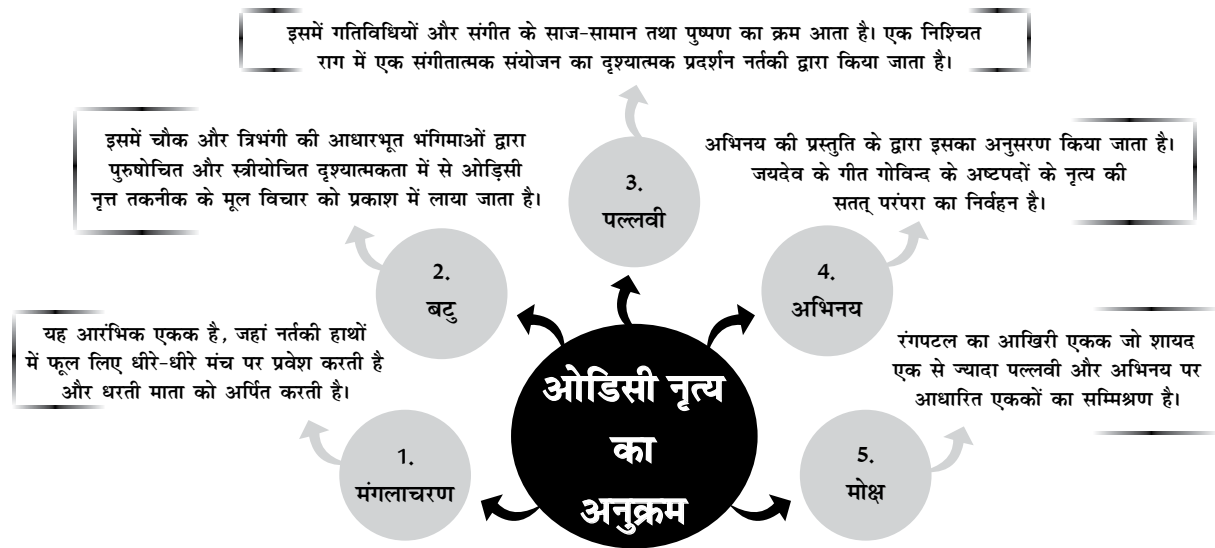 इसमें गतिविधियों और संगीत के साज-सामान तथा पुष्पण का क्रम आता है। एक निश्चित
राग में एक संगीतात्मक संयोजन का दृश्यात्मक प्रदर्शन नर्तकी द्वारा किया जाता है।
इसमें चौक और त्रिभंगी की आधारभूत भंगिमाओं द्वारा
पुरुषोचित और स्त्रीयोचित दृश्यात्मकता में से ओड़िसी
नृत्त तकनीक के मूल विचार को प्रकाश में लाया जाता है।
अभिनय की प्रस्तुति के द्वारा इसका अनुसरण किया जाता है।
जयदेव के गीत गोविन्द के अष्टपदों के नृत्य की
सतत् परंपरा का निर्वहन है।
3.
पल्लवी
2.
बटु
4.
अभिनय
यह आरंभिक एकक है, जहां नर्तकी हाथों
में फूल लिए धीरे-धीरे मंच पर प्रवेश करती है
और धरती माता को अर्पित करती है।
रंगपटल का आखिरी एकक जो शायद
एक से ज्यादा पल्लवी और अभिनय पर
आधारित एककों का सम्मिश्रण है।
ओडिसी नृत्य
का
अनुक्रम
1.
मंगलाचरण
5.
मोक्ष